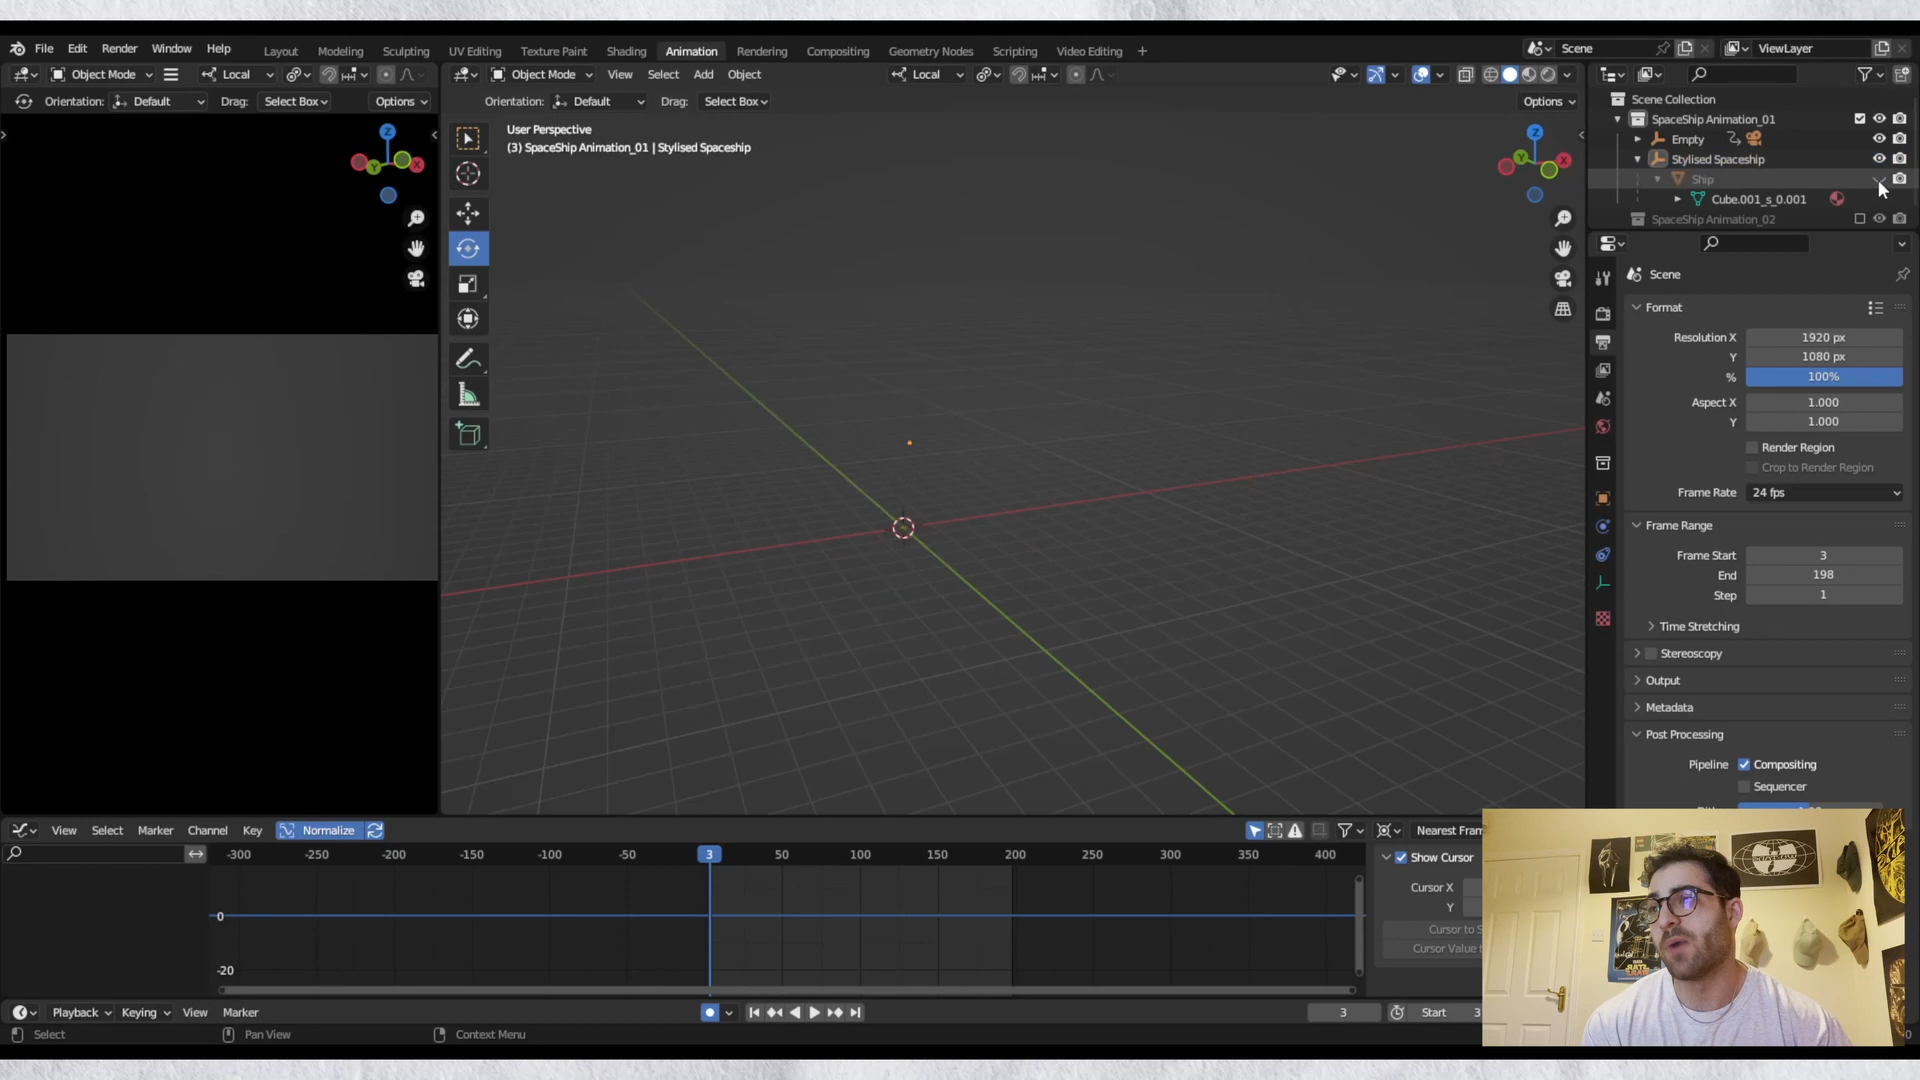 File Edit Render Window Help Layout Modeling Sculpting UV Editing Texture Paint Shading Animation Rendering Compositing Geometry Nodes Scripting Video Editing + Scene ViewLayer
Object Mode Local Object Mode View Select Add Object Local
Orientation: Default Drag: Select Box Options Orientation: Default Drag: Select Box Options
Z
Y
X
User Perspective
(3) SpaceShip Animation_01 | Stylised Spaceship
Z
Y
X
Scene Collection
SpaceShip Animation_01
Empty
Stylised Spaceship
Ship
Cube.001_s_0.001
SpaceShip Animation_02
Scene
Format
Resolution X 1920 px
Y 1080 px
% 100%
Aspect X 1.000
Y 1.000
Render Region
Crop to Render Region
Frame Rate 24 fps
Frame Range
Frame Start 3
End 198
Step 1
Time Stretching
Stereoscopy
Output
Metadata
Post Processing
Pipeline Compositing
Sequencer
View Select Marker Channel Key Normalize Nearest Fram
-300 -250 -200 -150 -100 -50 3 50 100 150 200 250 300 350 400
0
-20
Show Cursor
Cursor X
Y
Cursor to S
Cursor Value t
Playback Keying View Marker 3 Start 3
Select Pan View Context Menu